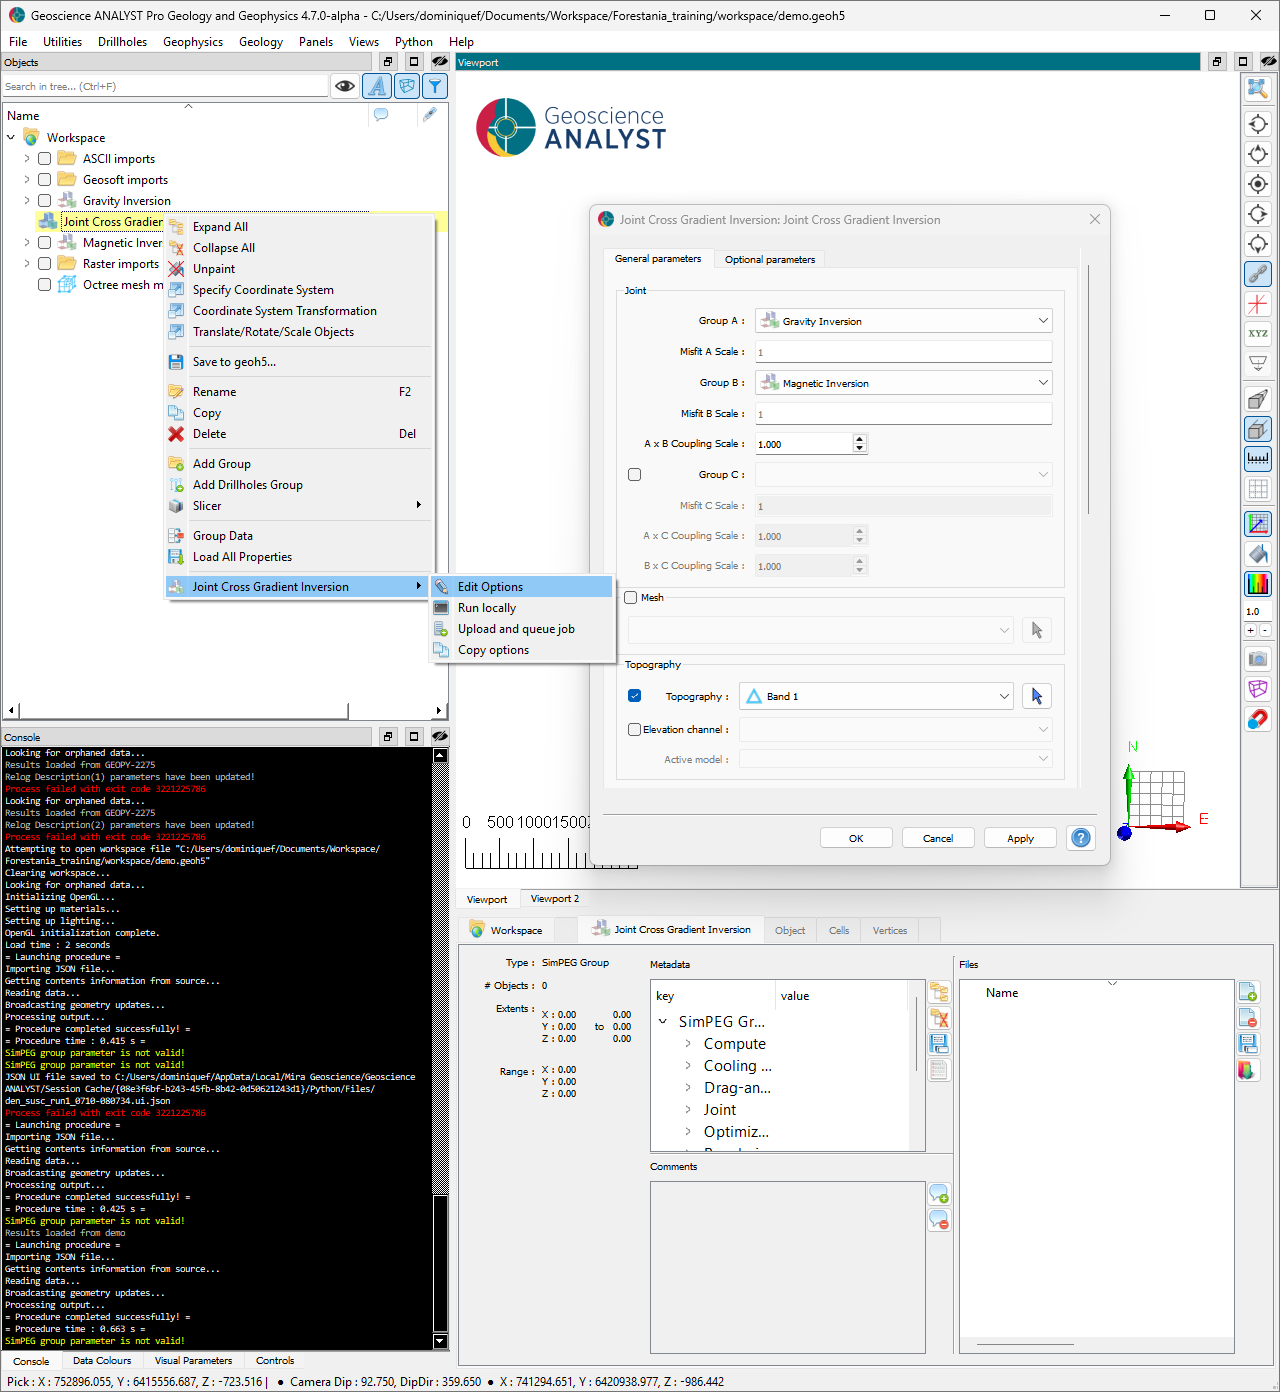 Geoscience ANALYST Pro Geology and Geophysics 4.7.0-alpha - C:/Users/dominiquef/Documents/Workspace/Forestania_training/workspace/demo.geoh5
File Utilities Drillholes Geophysics Geology Panels Views Python Help
Objects
Search in tree... (Ctrl+F)
Name
Workspace
ASCII imports
Geosoft imports
Gravity Inversion
Joint Cross Gradien
Magnetic Inver
Raster imports
Octree mesh m
Expand All
Collapse All
Unpaint
Specify Coordinate System
Coordinate System Transformation
Translate/Rotate/Scale Objects
Save to geoh5...
Rename F2
Copy
Delete Del
Add Group
Add Drillholes Group
Slicer
Group Data
Load All Properties
Joint Cross Gradient Inversion
Edit Options
Run locally
Upload and queue job
Copy options
Viewport
Geoscience
ANALYST
Joint Cross Gradient Inversion: Joint Cross Gradient Inversion
General parameters Optional parameters
Joint
Group A : Gravity Inversion
Misfit A Scale : 1
Group B : Magnetic Inversion
Misfit B Scale : 1
A x B Coupling Scale : 1.000
Group C :
Misfit C Scale : 1
A x C Coupling Scale : 1.000
B x C Coupling Scale : 1.000
Mesh
Topography
Topography : Band 1
Elevation channel :
Active model :
OK Cancel Apply ?
XYZ
1.0
+ -
0 500 1000 1500
N
E
Console
Looking for orphaned data...
Results loaded from GEOPY-2275
Relog Description(1) parameters have been updated!
Process failed with exit code 3221225786
Looking for orphaned data...
Results loaded from GEOPY-2275
Relog Description(2) parameters have been updated!
Process failed with exit code 3221225786
Attempting to open workspace file "C:/Users/dominiquef/Documents/Workspace/
Forestania_training/workspace/demo.geoh5"
Clearing workspace...
Looking for orphaned data...
Initializing OpenGL...
Setting up materials...
Setting up lighting...
OpenGL initialization complete.
Load time : 2 seconds
= Launching procedure =
Importing JSON file...
Getting contents information from source...
Reading data...
Broadcasting geometry updates...
Processing output...
= Procedure completed successfully! =
= Procedure time : 0.415 s =
SimPEG group parameter is not valid!
SimPEG group parameter is not valid!
JSON UI file saved to C:/Users/dominiquef/AppData/Local/Mira Geoscience/Geoscience
ANALYST/Session Cache/{08e3f6bf-b243-45fb-8b42-0d50621243d1}/Python/Files/
den_susc_run1_0710-080734.ui.json
Process failed with exit code 3221225786
= Launching procedure =
Importing JSON file...
Getting contents information from source...
Reading data...
Broadcasting geometry updates...
Processing output...
= Procedure completed successfully! =
= Procedure time : 0.425 s =
SimPEG group parameter is not valid!
Results loaded from demo
= Launching procedure =
Importing JSON file...
Getting contents information from source...
Reading data...
Broadcasting geometry updates...
Processing output...
= Procedure completed successfully! =
= Procedure time : 0.663 s =
SimPEG group parameter is not valid!
Console Data Colours Visual Parameters Controls
Viewport Viewport 2
Workspace Joint Cross Gradient Inversion Object Cells Vertices
Type : SimPEG Group
# Objects : 0
Extents : X : 0.00 0.00
Y : 0.00 to 0.00
Z : 0.00 0.00
Range : X : 0.00
Y : 0.00
Z : 0.00
Metadata
key value
SimPEG Gr...
Compute
Cooling ...
Drag-an...
Joint
Optimiz...
Comments
Files
Name
Pick : X : 752896.055, Y : 6415556.687, Z : -723.516 | ● Camera Dip : 92.750, DipDir : 359.650 ● X : 741294.651, Y : 6420938.977, Z : -986.442